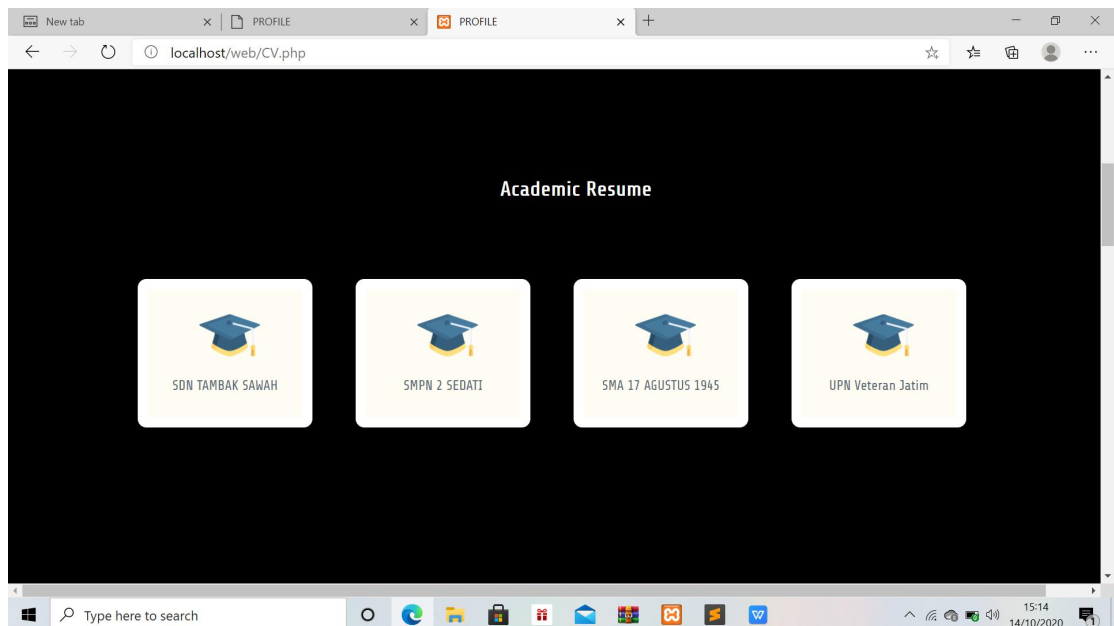 New tab
PROFILE
PROFILE
localhost/web/CV.php
Academic Resume
SDN TAMBAK SAWAH
SMPN 2 SEDATI
SMA 17 AGUSTUS 1945
UPN Veteran Jatim
Type here to search
15:14
14/10/2020
1